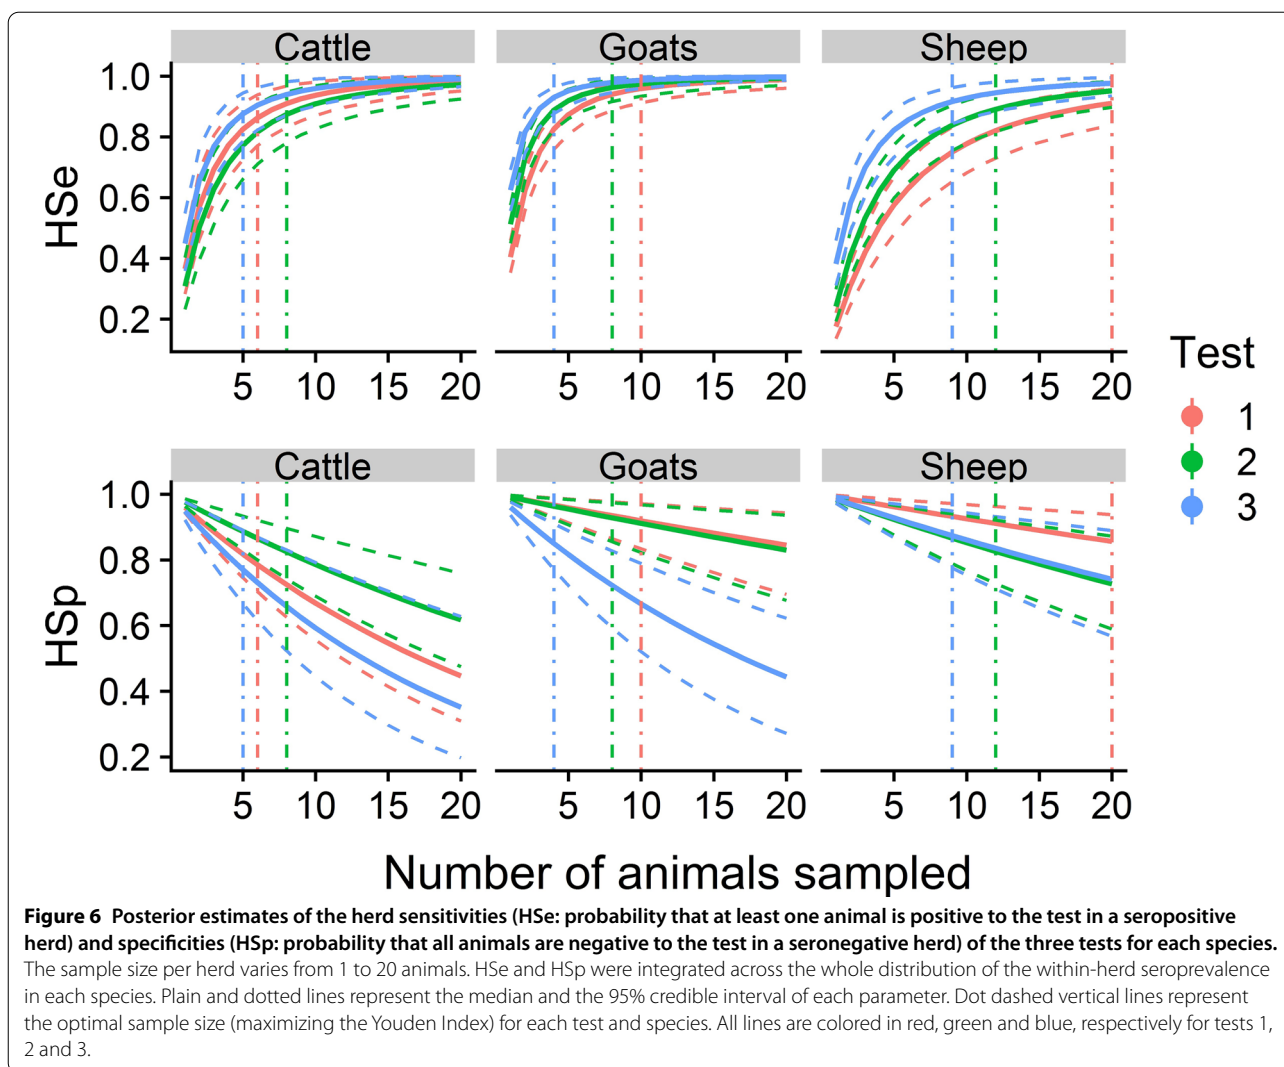 Cattle Goats Sheep
HSe
1.0
0.8
0.6
0.4
0.2
5 10 15 20 5 10 15 20 5 10 15 20
Test
1
2
3
Cattle Goats Sheep
HSp
1.0
0.8
0.6
0.4
0.2
5 10 15 20 5 10 15 20 5 10 15 20
Number of animals sampled
Figure 6 Posterior estimates of the herd sensitivities (HSe: probability that at least one animal is positive to the test in a seropositive
herd) and specificities (HSp: probability that all animals are negative to the test in a seronegative herd) of the three tests for each species.
The sample size per herd varies from 1 to 20 animals. HSe and HSp were integrated across the whole distribution of the within-herd seroprevalence
in each species. Plain and dotted lines represent the median and the 95% credible interval of each parameter. Dot dashed vertical lines represent
the optimal sample size (maximizing the Youden Index) for each test and species. All lines are colored in red, green and blue, respectively for tests 1,
2 and 3.